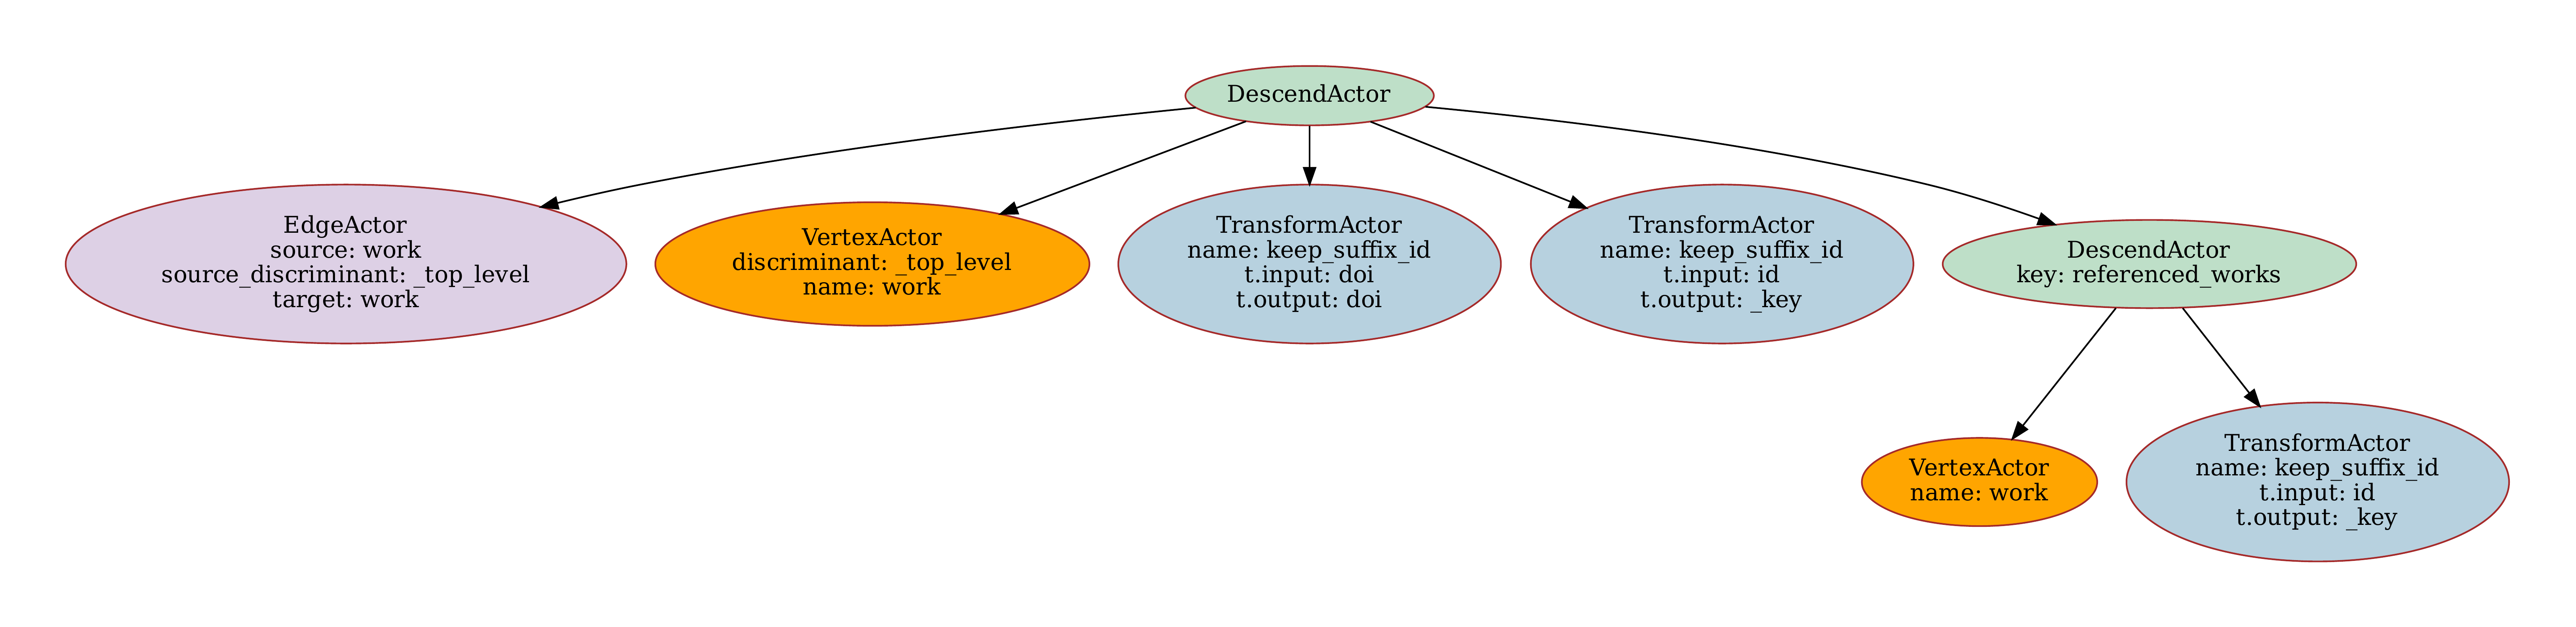 DescendActor
EdgeActor
source: work
source_discriminant: _top_level
target: work
VertexActor
discriminant: _top_level
name: work
TransformActor
name: keep_suffix_id
t.input: doi
t.output: doi
TransformActor
name: keep_suffix_id
t.input: id
t.output: _key
DescendActor
key: referenced_works
VertexActor
name: work
TransformActor
name: keep_suffix_id
t.input: id
t.output: _key